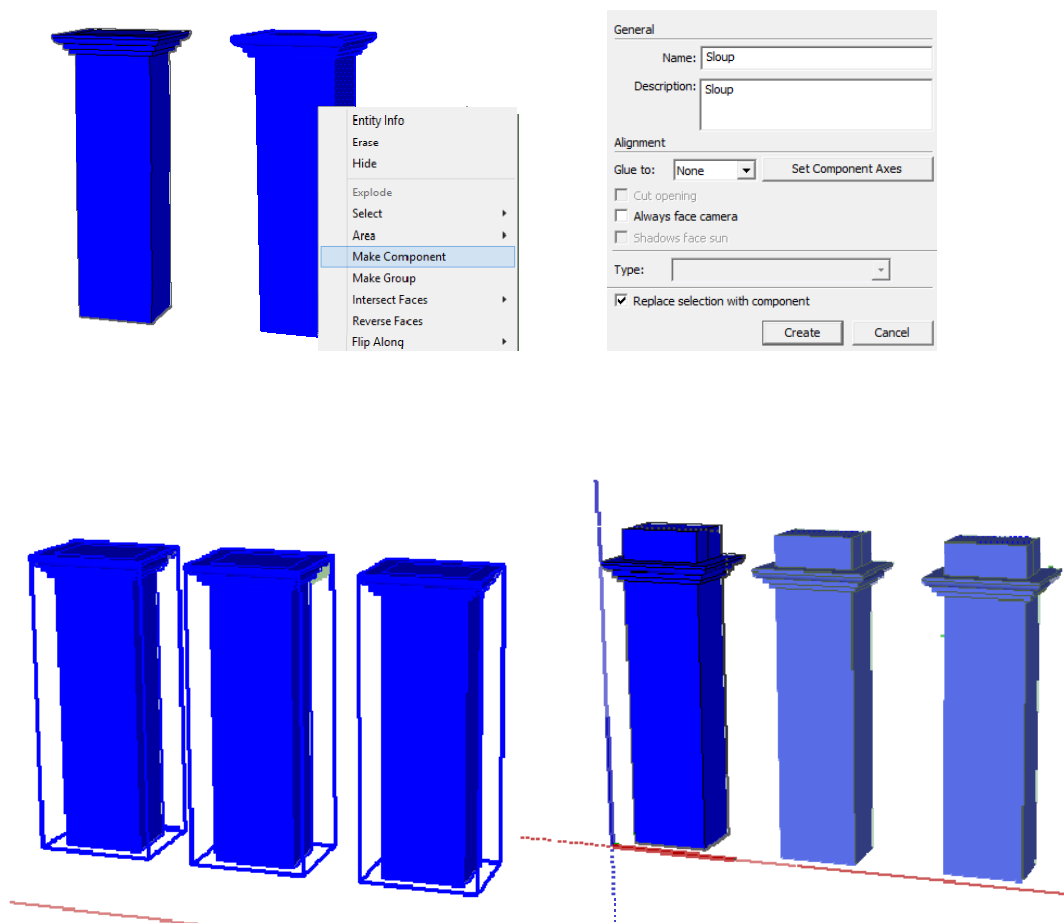 Entity Info
Erase
Hide
Explode
Select
Area
Make Component
Make Group
Intersect Faces
Reverse Faces
Flip Along
General
Name: Sloup
Description: Sloup
Alignment
Glue to: None Set Component Axes
Cut opening
Always face camera
Shadows face sun
Type:
Replace selection with component
Create Cancel